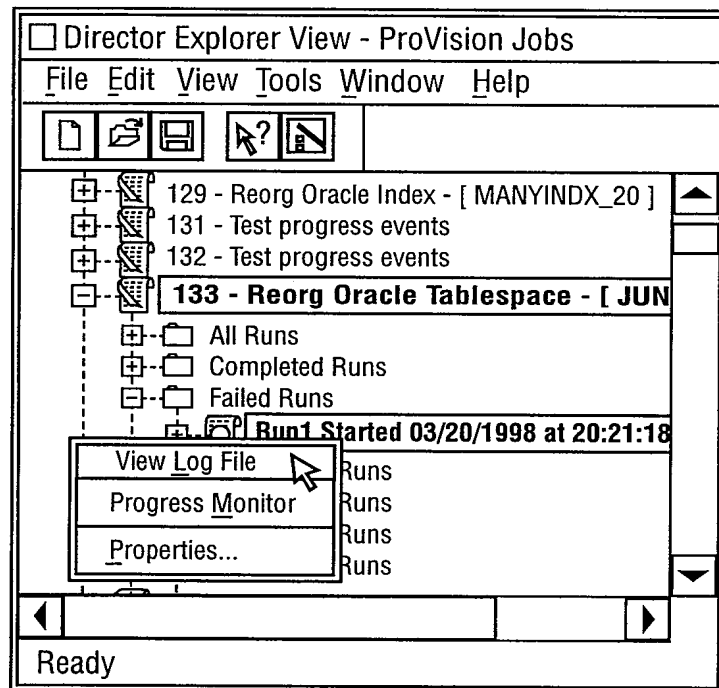 Director Explorer View - ProVision Jobs
File Edit View Tools Window Help
?
129 - Reorg Oracle Index - [ MANYINDX_20 ]
131 - Test progress events
132 - Test progress events
133 - Reorg Oracle Tablespace - [ JUN
All Runs
Completed Runs
Failed Runs
Run1 Started 03/20/1998 at 20:21:18
View Log File
Runs
Progress Monitor
Runs
Runs
Properties...
Runs
Ready